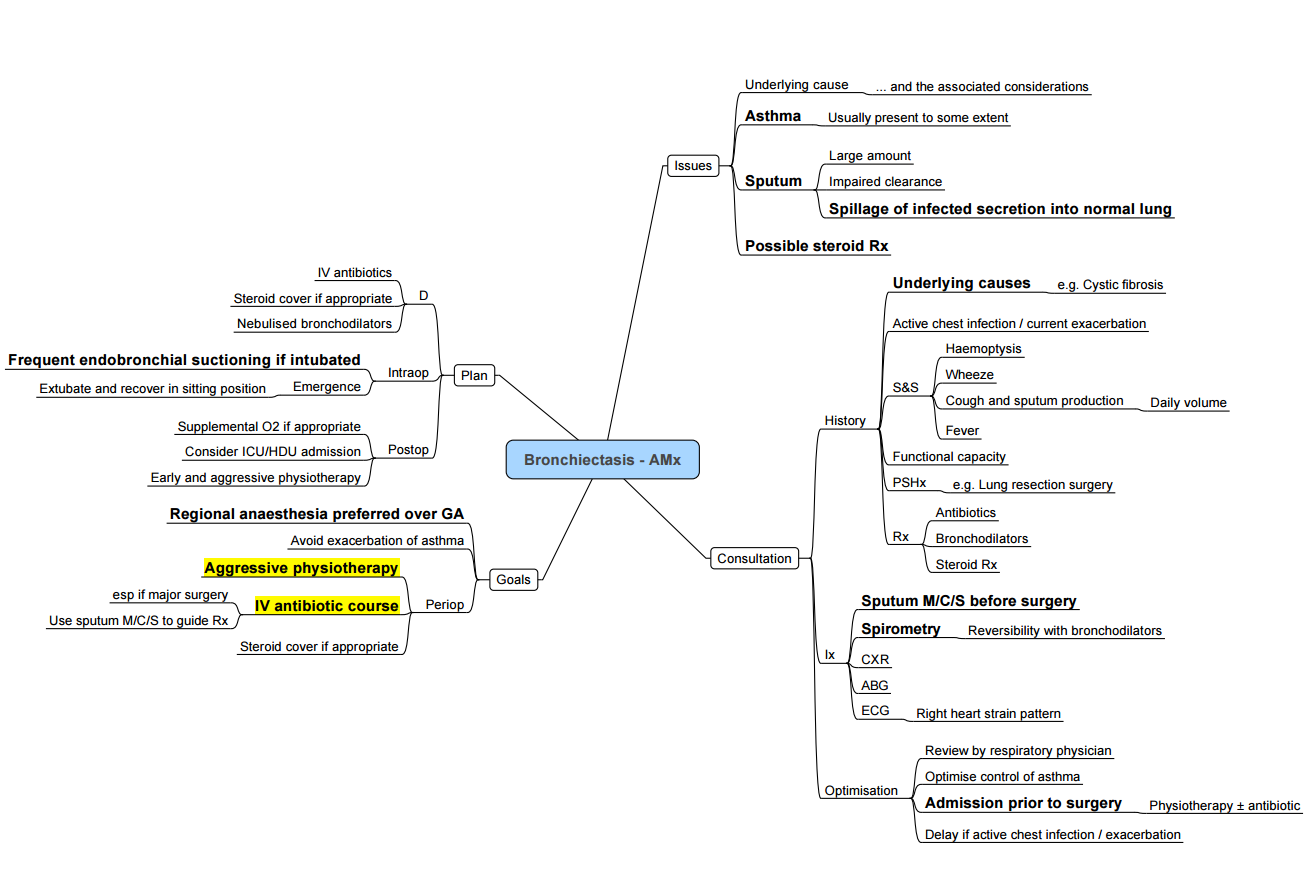 Bronchiectasis - AMx
Issues
Underlying cause
... and the associated considerations
Asthma
Usually present to some extent
Sputum
Large amount
Impaired clearance
Spillage of infected secretion into normal lung
Possible steroid Rx
Consultation
History
Underlying causes
e.g. Cystic fibrosis
Active chest infection / current exacerbation
S&S
Haemoptysis
Wheeze
Cough and sputum production
Daily volume
Fever
Functional capacity
PSHx
e.g. Lung resection surgery
Rx
Antibiotics
Bronchodilators
Steroid Rx
Ix
Sputum M/C/S before surgery
Spirometry
Reversibility with bronchodilators
CXR
ABG
ECG
Right heart strain pattern
Optimisation
Review by respiratory physician
Optimise control of asthma
Admission prior to surgery
Physiotherapy ± antibiotic
Delay if active chest infection / exacerbation
Goals
Regional anaesthesia preferred over GA
Avoid exacerbation of asthma
Periop
Aggressive physiotherapy
IV antibiotic course
esp if major surgery
Use sputum M/C/S to guide Rx
Steroid cover if appropriate
Plan
D
IV antibiotics
Steroid cover if appropriate
Nebulised bronchodilators
Intraop
Frequent endobronchial suctioning if intubated
Emergence
Extubate and recover in sitting position
Postop
Supplemental O2 if appropriate
Consider ICU/HDU admission
Early and aggressive physiotherapy